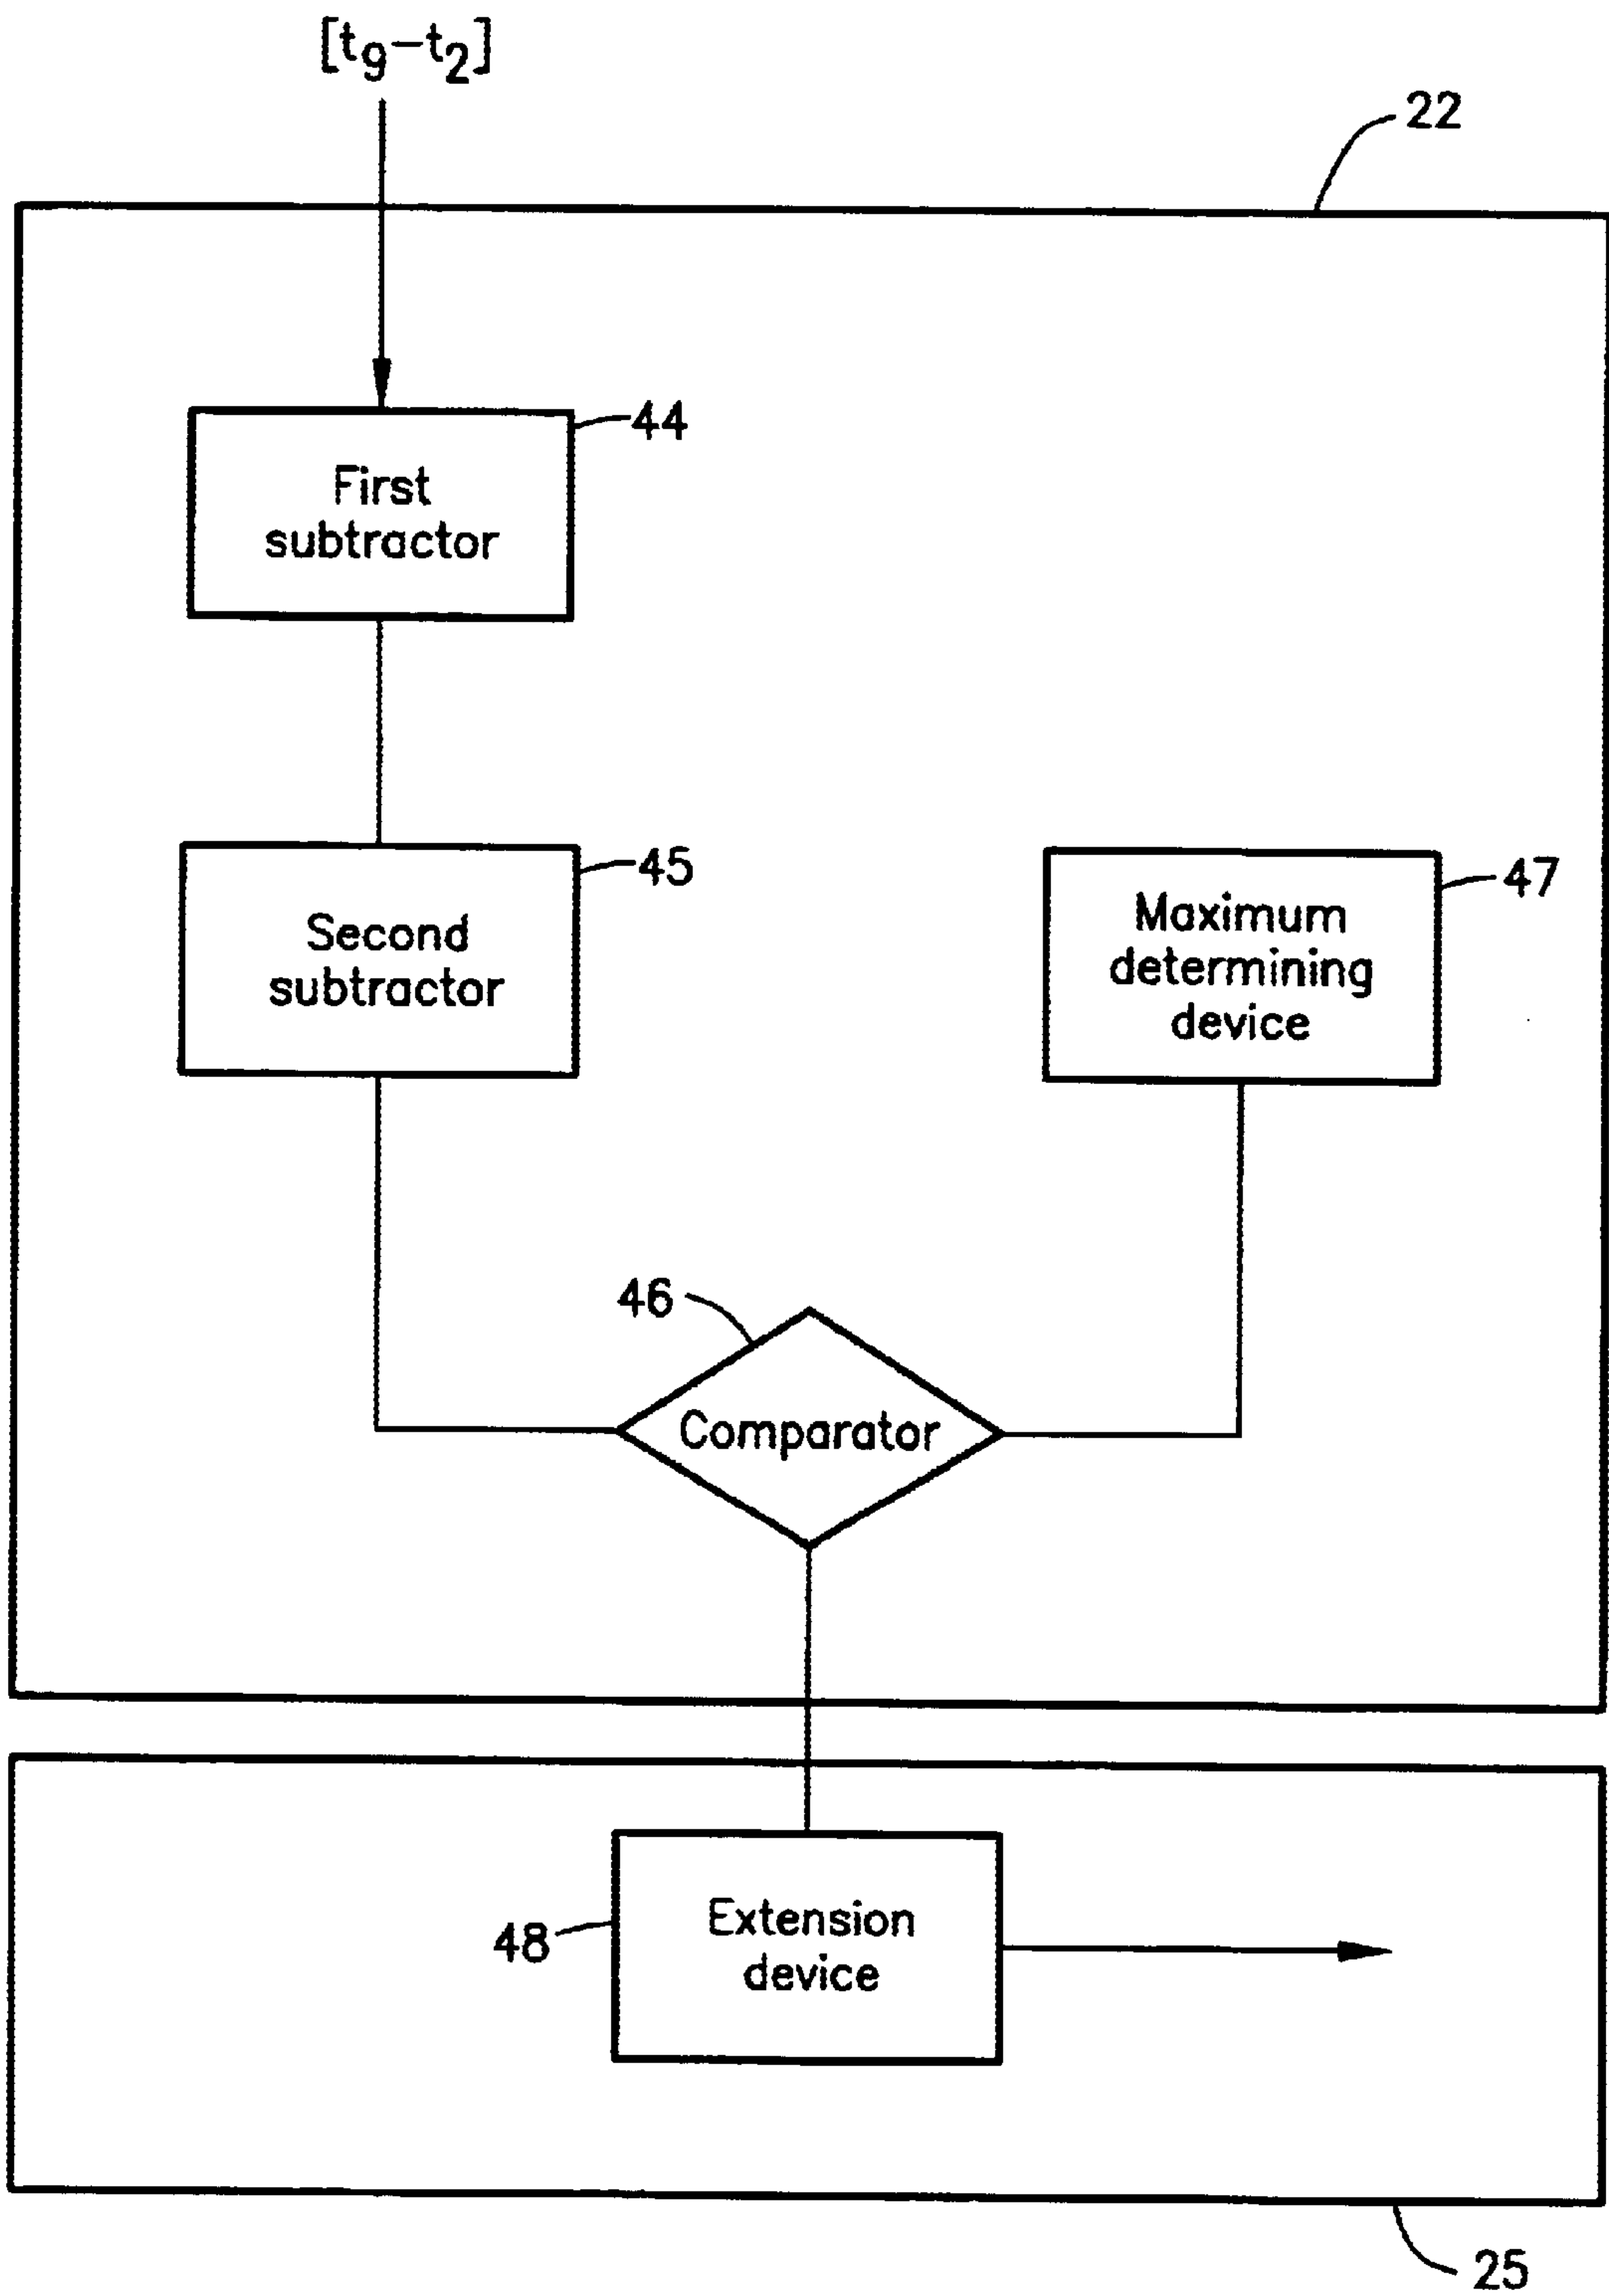 [t9-t2]
22
44
First
subtractor
45
Second
subtractor
47
Maximum
determining
device
46
Comparator
48
Extension
device
25